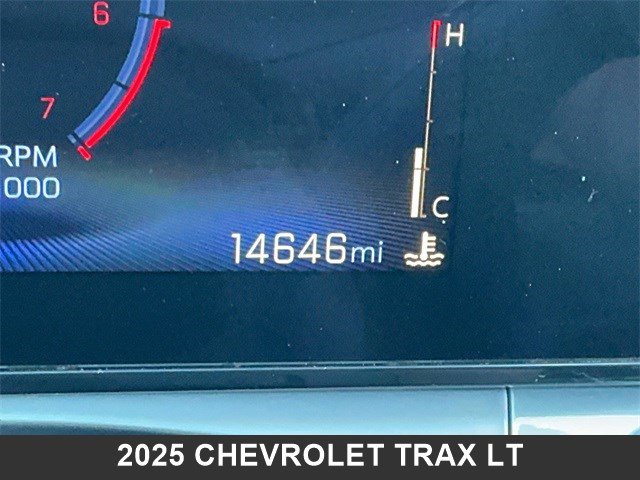 6
H
7
RPM
000
C
14646mi
2025 CHEVROLET TRAX LT